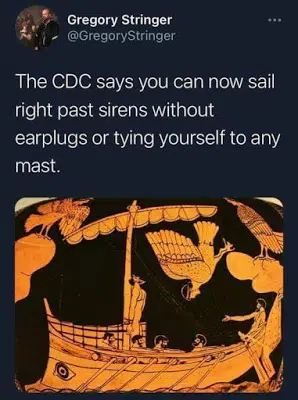 Gregory Stringer
@GregoryStringer
The CDC says you can now sail
right past sirens without
earplugs or tying yourself to any
mast.